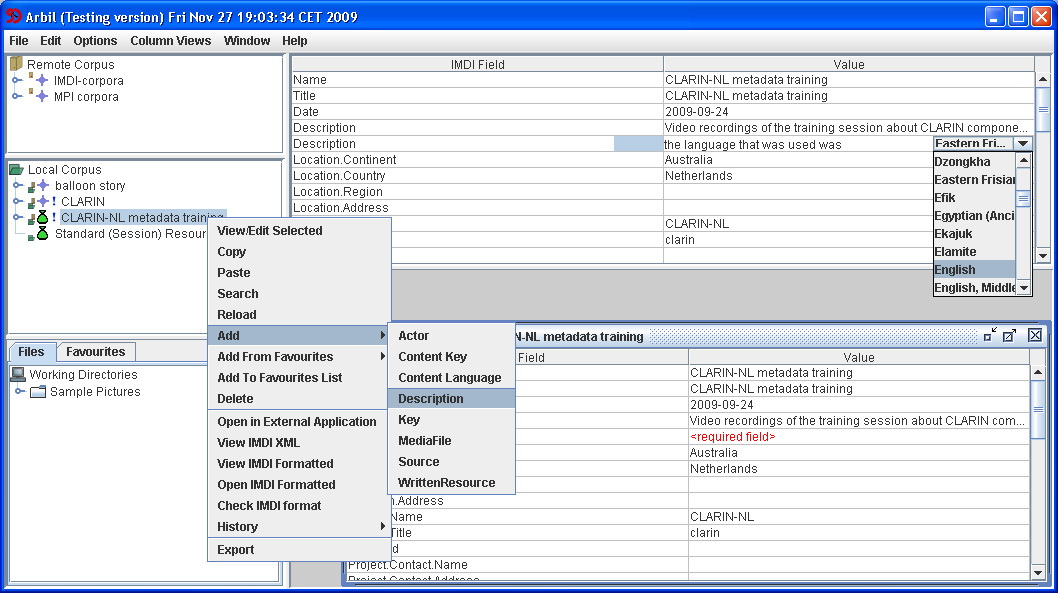 Arbil (Testing version) Fri Nov 27 19:03:34 CET 2009
File Edit Options Column Views Window Help
Remote Corpus
IMDI-corpora
MPI corpora
Local Corpus
balloon story
! CLARIN
! CLARIN-NL metadata training
Standard (Session) Resour
Files Favourites
Working Directories
Sample Pictures
IMDI Field Value
Name CLARIN-NL metadata training
Title CLARIN-NL metadata training
Date 2009-09-24
Description Video recordings of the training session about CLARIN compone...
Description the language that was used was Eastern Fri...
Location.Continent Australia
Location.Country Netherlands
Location.Region
Location.Address
CLARIN-NL
clarin
Dzongkha
Eastern Frisian
Efik
Egyptian (Anci
Ekajuk
Elamite
English
English, Middle
View/Edit Selected
Copy
Paste
Search
Reload
Add
Add From Favourites
Add To Favourites List
Delete
Open in External Application
View IMDI XML
View IMDI Formatted
Open IMDI Formatted
Check IMDI format
History
Export
Actor
Content Key
Content Language
Description
Key
MediaFile
Source
WrittenResource
-NL metadata training
Field Value
CLARIN-NL metadata training
CLARIN-NL metadata training
2009-09-24
Video recordings of the training session about CLARIN com...
<required field>
Australia
Netherlands
.Address
Name CLARIN-NL
Title clarin
d
Project.Contact.Name
Project.Contact.Address